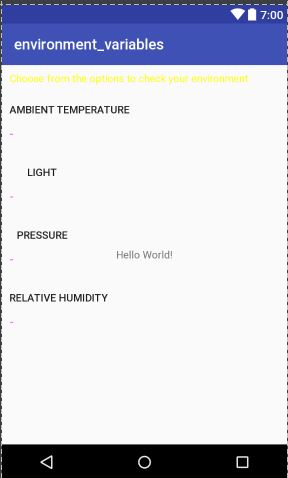 7:00
environment_variables
Choose from the options to check your environment
AMBIENT TEMPERATURE
-
LIGHT
-
PRESSURE
Hello World!
-
RELATIVE HUMIDITY
-